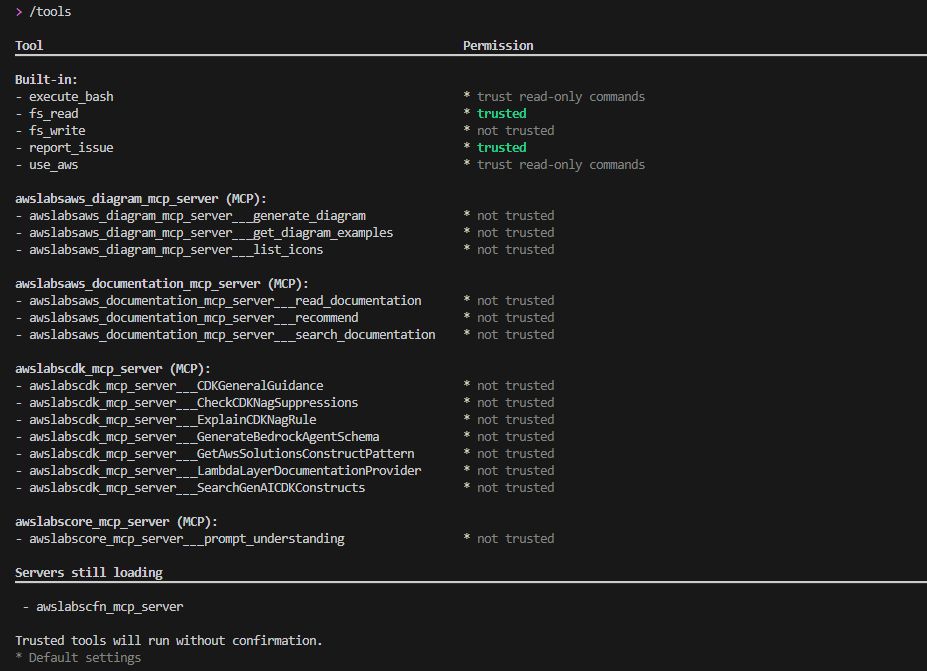 > /tools
Tool Permission
Built-in:
- execute_bash * trust read-only commands
- fs_read * trusted
- fs_write * not trusted
- report_issue * trusted
- use_aws * trust read-only commands
awslabsaws_diagram_mcp_server (MCP):
- awslabsaws_diagram_mcp_server___generate_diagram * not trusted
- awslabsaws_diagram_mcp_server___get_diagram_examples * not trusted
- awslabsaws_diagram_mcp_server___list_icons * not trusted
awslabsaws_documentation_mcp_server (MCP):
- awslabsaws_documentation_mcp_server___read_documentation * not trusted
- awslabsaws_documentation_mcp_server___recommend * not trusted
- awslabsaws_documentation_mcp_server___search_documentation * not trusted
awslabscdk_mcp_server (MCP):
- awslabscdk_mcp_server___CDKGeneralGuidance * not trusted
- awslabscdk_mcp_server___CheckCDKNagSuppressions * not trusted
- awslabscdk_mcp_server___ExplainCDKNagRule * not trusted
- awslabscdk_mcp_server___GenerateBedrockAgentSchema * not trusted
- awslabscdk_mcp_server___GetAwsSolutionsConstructPattern * not trusted
- awslabscdk_mcp_server___LambdaLayerDocumentationProvider * not trusted
- awslabscdk_mcp_server___SearchGenAICDKConstructs * not trusted
awslabscore_mcp_server (MCP):
- awslabscore_mcp_server___prompt_understanding * not trusted
Servers still loading
- awslabscfn_mcp_server
Trusted tools will run without confirmation.
* Default settings